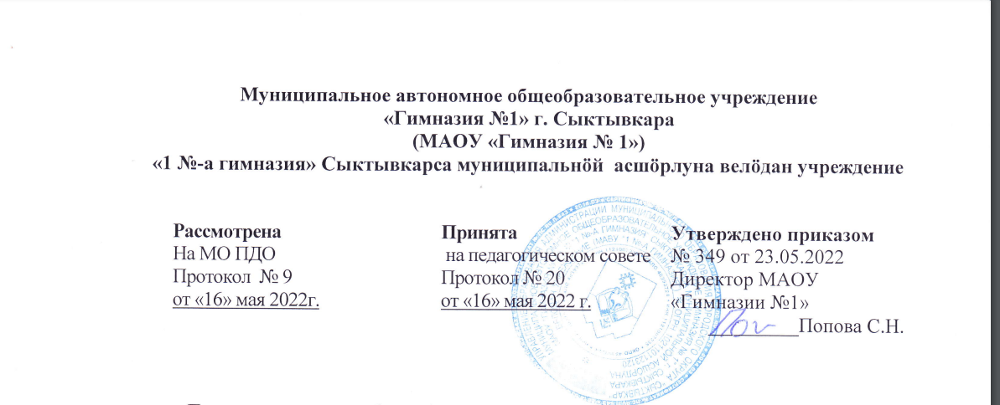 Муниципальное автономное общеобразовательное учреждение
«Гимназия №1» г. Сыктывкара
(МАОУ «Гимназия № 1»)
«1 №-а гимназия» Сыктывкарса муниципальнӧй асшӧрлуна велӧдан учреждение
Рассмотрена
На МО ПДО
Протокол № 9
от «16» мая 2022г.
Принята
на педагогическом совете
Протокол № 20
от «16» мая 2022 г.
Утверждено приказом
№ 349 от 23.05.2022
Директор МАОУ
«Гимназии №1»
Попова С.Н.